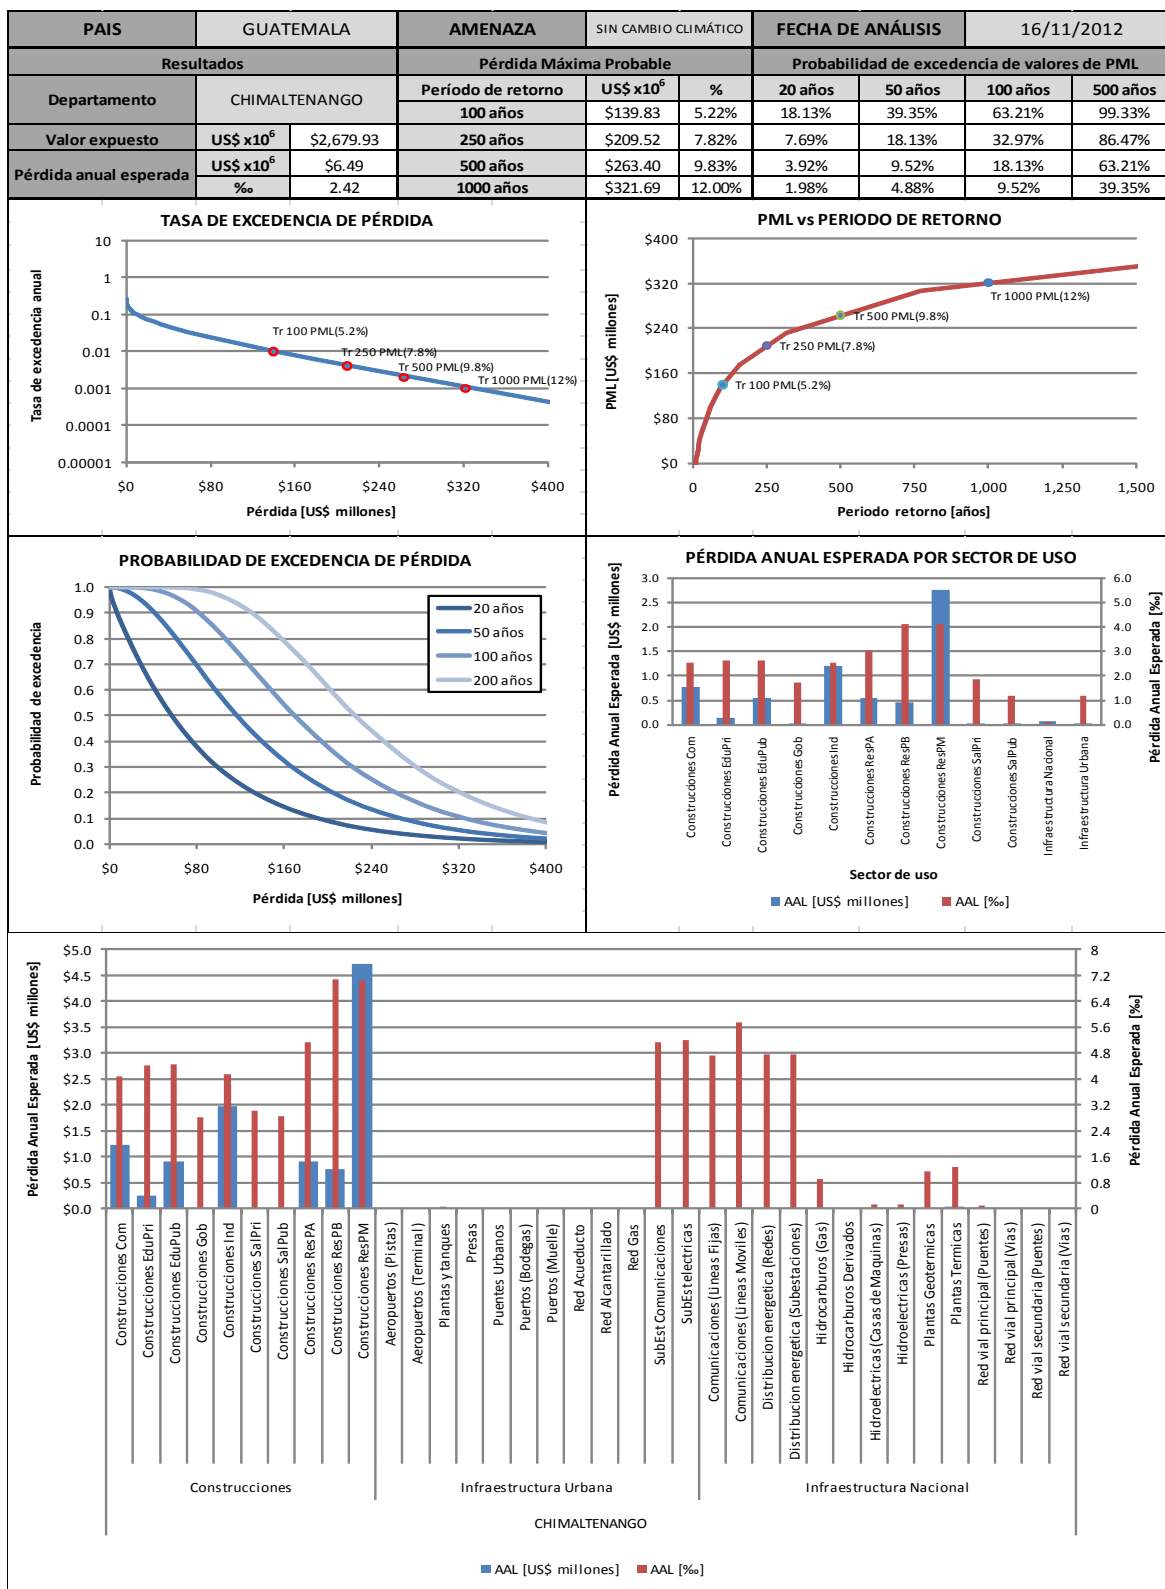 PAIS GUATEMALA AMENAZA SIN CAMBIO CLIMÁTICO FECHA DE ANÁLISIS 16/11/2012
Resultados Pérdida Máxima Probable Probabilidad de excedencia de valores de PML
Departamento CHIMALTENANGO Período de retorno US$ x10⁶ % 20 años 50 años 100 años 500 años
100 años $139.83 5.22% 18.13% 39.35% 63.21% 99.33%
Valor expuesto US$ x10⁶ $2,679.93 250 años $209.52 7.82% 7.69% 18.13% 32.97% 86.47%
Pérdida anual esperada US$ x10⁶ $6.49 500 años $263.40 9.83% 3.92% 9.52% 18.13% 63.21%
‰ 2.42 1000 años $321.69 12.00% 1.98% 4.88% 9.52% 39.35%
TASA DE EXCEDENCIA DE PÉRDIDA
Tasa de excedencia anual
10
1
0.1
0.01
0.001
0.0001
0.00001
Tr 100 PML(5.2%)
Tr 250 PML(7.8%)
Tr 500 PML(9.8%)
Tr 1000 PML(12%)
$0 $80 $160 $240 $320 $400
Pérdida [US$ millones]
PML vs PERIODO DE RETORNO
PML [US$ millones]
$400
$320
$240
$160
$80
$0
Tr 1000 PML(12%)
Tr 500 PML(9.8%)
Tr 250 PML(7.8%)
Tr 100 PML(5.2%)
0 250 500 750 1,000 1,250 1,500
Periodo retorno [años]
PROBABILIDAD DE EXCEDENCIA DE PÉRDIDA
Probabilidad de excedencia
1.0
0.9
0.8
0.7
0.6
0.5
0.4
0.3
0.2
0.1
0.0
20 años
50 años
100 años
200 años
$0 $80 $160 $240 $320 $400
Pérdida [US$ millones]
PÉRDIDA ANUAL ESPERADA POR SECTOR DE USO
Pérdida Anual Esperada [US$ millones]
3.0
2.5
2.0
1.5
1.0
0.5
0.0
6.0
5.0
4.0
3.0
2.0
1.0
0.0
Pérdida Anual Esperada [‰]
Construcciones Com
Construcciones EduPri
Construcciones EduPub
Construcciones Gob
Construcciones Ind
Construcciones ResPA
Construcciones ResPB
Construcciones ResPM
Construcciones SalPri
Construcciones SalPub
Infraestructura Nacional
Infraestructura Urbana
Sector de uso
AAL [US$ millones] AAL [‰]
Pérdida Anual Esperada [US$ millones]
$5.0
$4.5
$4.0
$3.5
$3.0
$2.5
$2.0
$1.5
$1.0
$0.5
$0.0
8
7.2
6.4
5.6
4.8
4
3.2
2.4
1.6
0.8
0
Pérdida Anual Esperada [‰]
Construcciones Com
Construcciones EduPri
Construcciones EduPub
Construcciones Gob
Construcciones Ind
Construcciones SalPri
Construcciones SalPub
Construcciones ResPA
Construcciones ResPB
Construcciones ResPM
Aeropuertos (Pistas)
Aeropuertos (Terminal)
Plantas y tanques
Presas
Puentes Urbanos
Puertos (Bodegas)
Puertos (Muelle)
Red Acueducto
Red Alcantarillado
Red Gas
SubEst Comunicaciones
SubEst electricas
Comunicaciones (Lineas Fijas)
Comunicaciones (Lineas Moviles)
Distribucion energetica (Redes)
Distribucion energetica (Subestaciones)
Hidrocarburos (Gas)
Hidrocarburos Derivados
Hidroelectricas (Casas de Maquinas)
Hidroelectricas (Presas)
Plantas Geotermicas
Plantas Termicas
Red vial principal (Puentes)
Red vial principal (Vias)
Red vial secundaria (Puentes)
Red vial secundaria (Vias)
Construcciones Infraestructura Urbana Infraestructura Nacional
CHIMALTENANGO
AAL [US$ millones] AAL [‰]